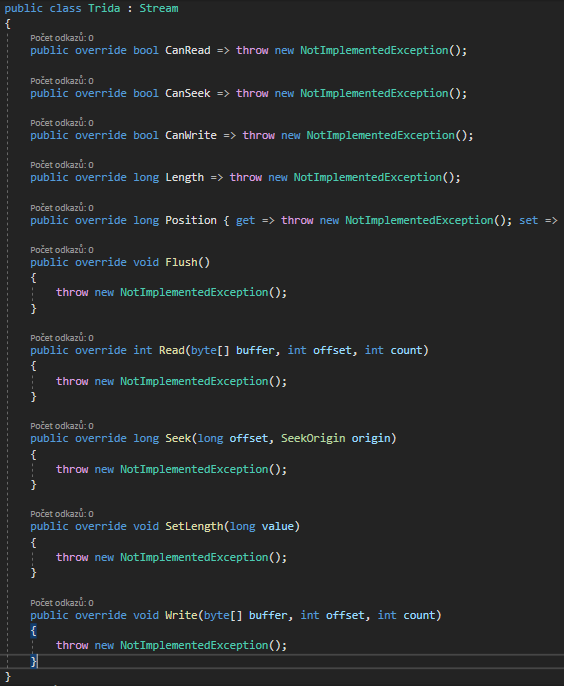 public class Trida : Stream
{
Počet odkazů: 0
public override bool CanRead => throw new NotImplementedException();
Počet odkazů: 0
public override bool CanSeek => throw new NotImplementedException();
Počet odkazů: 0
public override bool CanWrite => throw new NotImplementedException();
Počet odkazů: 0
public override long Length => throw new NotImplementedException();
Počet odkazů: 0
public override long Position { get => throw new NotImplementedException(); set =>
Počet odkazů: 0
public override void Flush()
{
throw new NotImplementedException();
}
Počet odkazů: 0
public override int Read(byte[] buffer, int offset, int count)
{
throw new NotImplementedException();
}
Počet odkazů: 0
public override long Seek(long offset, SeekOrigin origin)
{
throw new NotImplementedException();
}
Počet odkazů: 0
public override void SetLength(long value)
{
throw new NotImplementedException();
}
Počet odkazů: 0
public override void Write(byte[] buffer, int offset, int count)
{
throw new NotImplementedException();
}
}